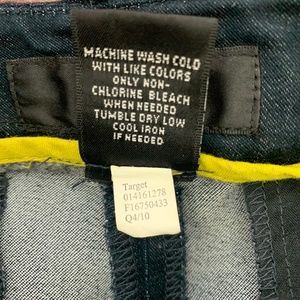 MACHINE WASH COLD
WITH LIKE COLORS
ONLY NON-
CHLORINE BLEACH
WHEN NEEDED
TUMBLE DRY LOW
COOL IRON
IF NEEDED
Target
014161278
F16750433
Q4/10